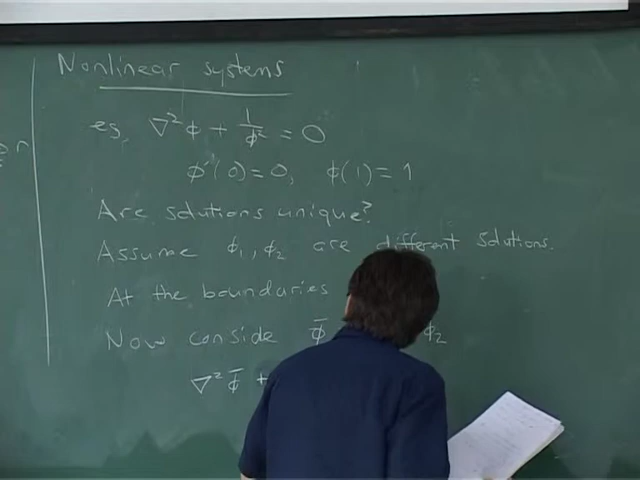 Nonlinear systems
on
eg, ∇²ϕ + 1/ϕ² = 0
ϕ'(0) = 0, ϕ(1) = 1
Are solutions unique?
Assume ϕ₁, ϕ₂ are different solutions.
At the boundaries
Now conside ϕ̄ ϕ₂
∇²ϕ̄ +